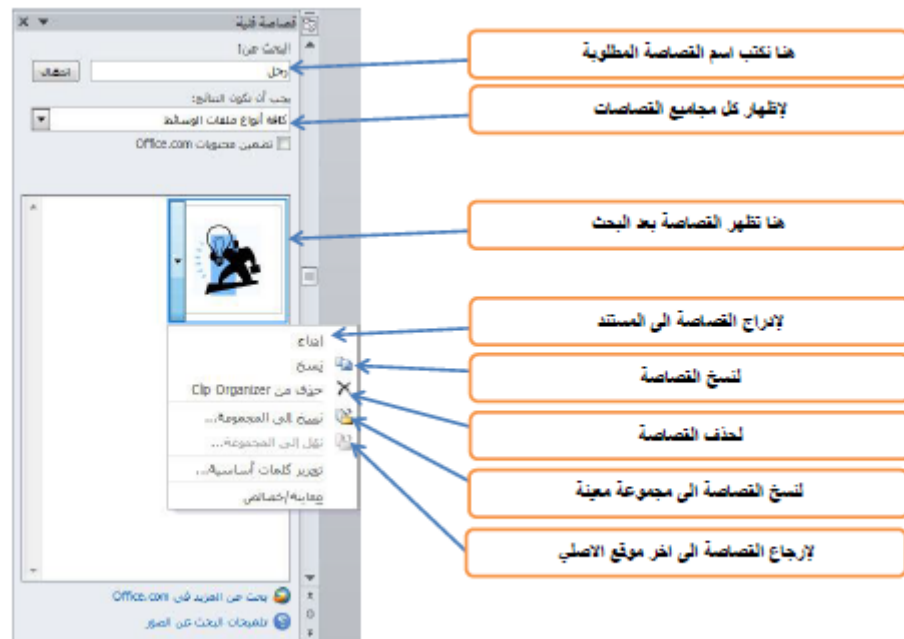 قصاصة فنية
البحث عن:
رجل
انتقال
يجب أن تكون النتائج:
كافة أنواع ملفات الوسائط
تضمين محتويات Office.com
إدراج
نسخ
حذف من Clip Organizer
نسخ إلى المجموعة...
نقل إلى المجموعة...
تحرير كلمات أساسية...
معاينة/خصائص
بحث عن المزيد في Office.com
تلميحات البحث عن الصور
هنا نكتب اسم القصاصة المطلوبة
لإظهار كل مجاميع القصاصات
هنا تظهر القصاصة بعد البحث
لإدراج القصاصة الى المستند
لنسخ القصاصة
لحذف القصاصة
لنسخ القصاصة الى مجموعة معينة
لإرجاع القصاصة الى اخر موقع الاصلي